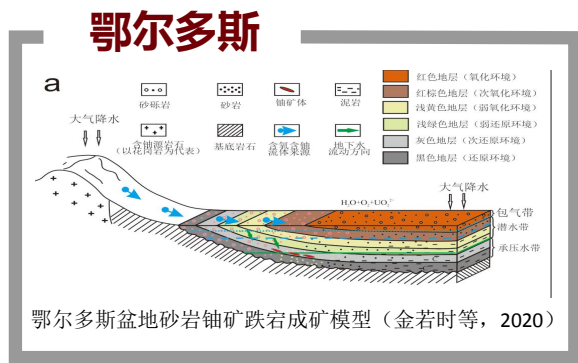 鄂尔多斯
a
砂砾岩
砂岩
铀矿体
泥岩
含铀源岩石
(以花岗岩为代表)
基底岩石
含氧含铀
流体来源
地下水
流动方向
红色地层(氧化环境)
红棕色地层(次氧化环境)
浅黄色地层(弱氧化环境)
浅绿色地层(弱还原环境)
灰色地层(次还原环境)
黑色地层(还原环境)
大气降水
大气降水
H₂O+O₂+UO₂²⁻
包气带
潜水带
承压水带
鄂尔多斯盆地砂岩铀矿跌宕成矿模型(金若时等,2020)